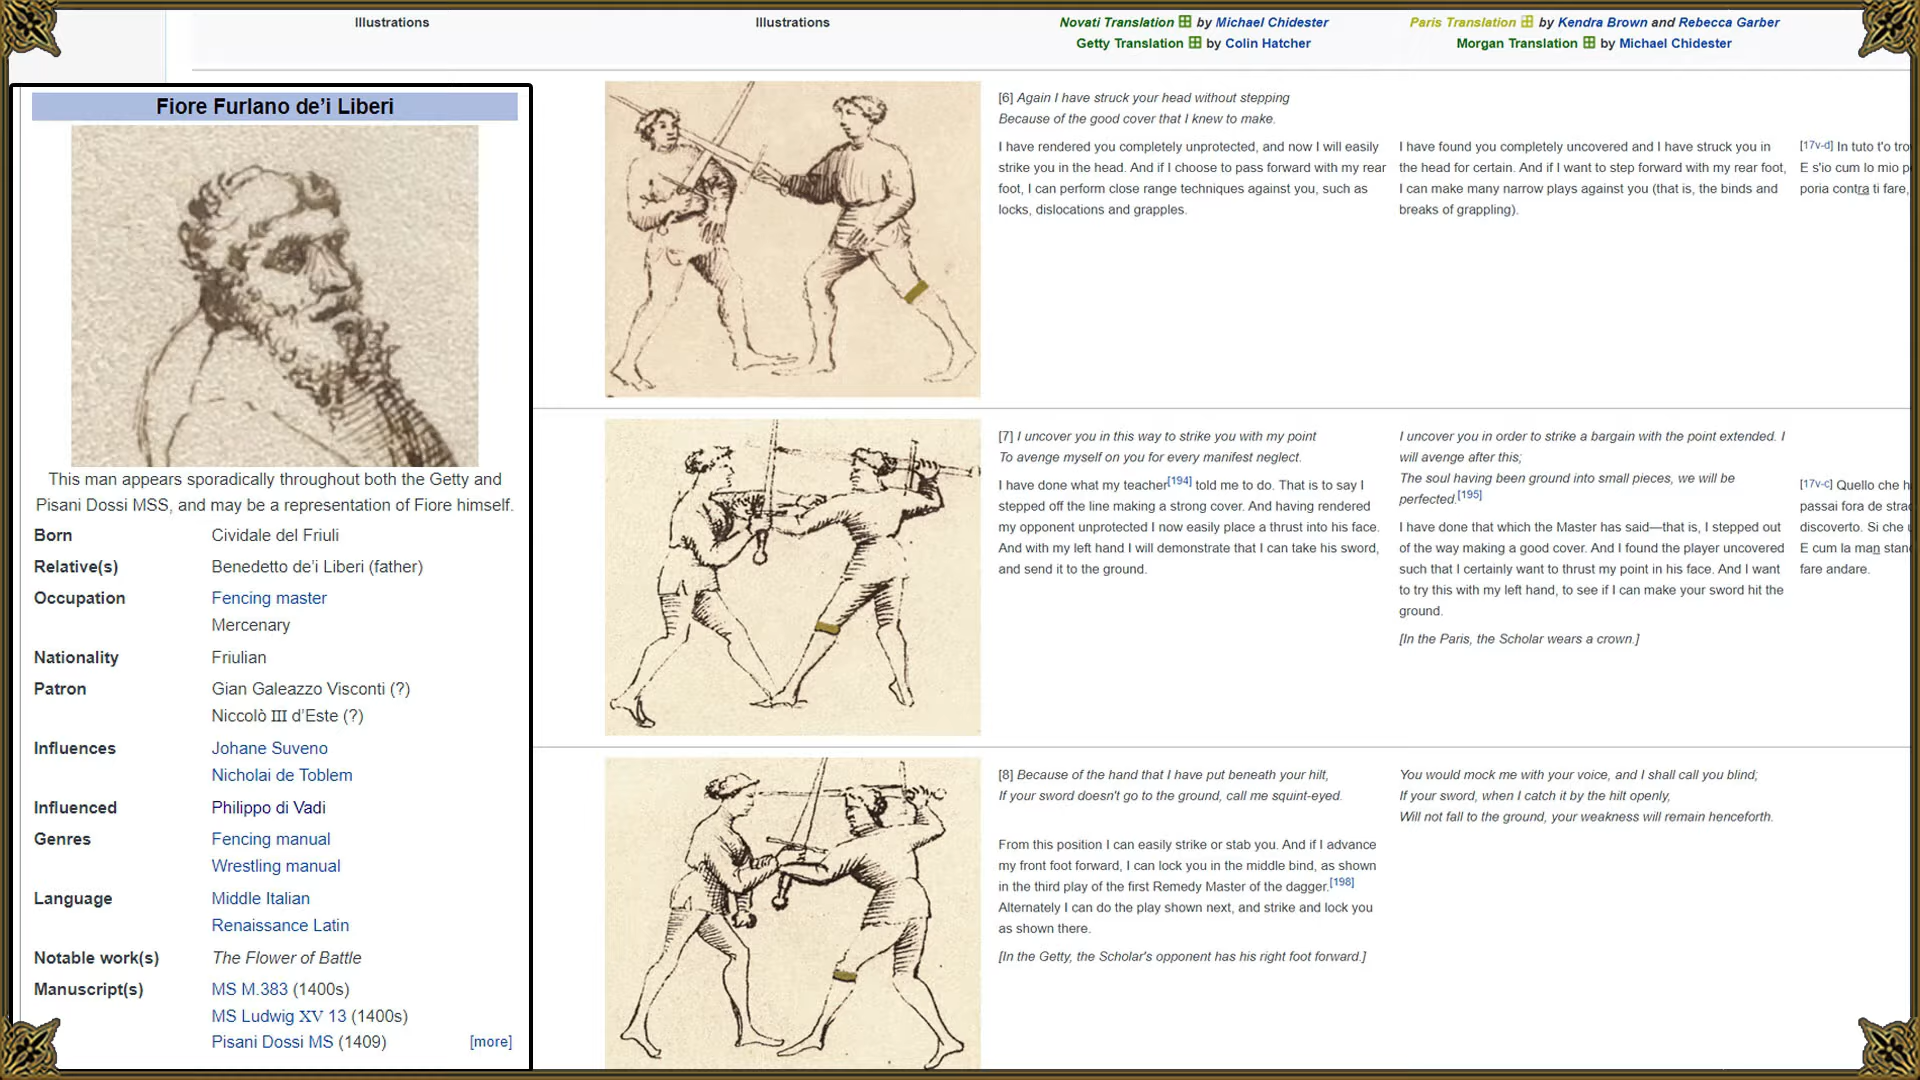 Illustrations
Illustrations
Novati Translation by Michael Chidester
Getty Translation by Colin Hatcher
Paris Translation by Kendra Brown and Rebecca Garber
Morgan Translation by Michael Chidester
Fiore Furlano de’i Liberi
This man appears sporadically throughout both the Getty and
Pisani Dossi MSS, and may be a representation of Fiore himself.
Born Cividale del Friuli
Relative(s) Benedetto de’i Liberi (father)
Occupation Fencing master
Mercenary
Nationality Friulian
Patron Gian Galeazzo Visconti (?)
Niccolò III d’Este (?)
Influences Johane Suveno
Nicholai de Toblem
Influenced Philippo di Vadi
Genres Fencing manual
Wrestling manual
Language Middle Italian
Renaissance Latin
Notable work(s) The Flower of Battle
Manuscript(s) MS M.383 (1400s)
MS Ludwig XV 13 (1400s)
Pisani Dossi MS (1409) [more]
[6] Again I have struck your head without stepping
Because of the good cover that I knew to make.
I have rendered you completely unprotected, and now I will easily
strike you in the head. And if I choose to pass forward with my rear
foot, I can perform close range techniques against you, such as
locks, dislocations and grapples.
I have found you completely uncovered and I have struck you in
the head for certain. And if I want to step forward with my rear foot,
I can make many narrow plays against you (that is, the binds and
breaks of grappling).
[17v-d] In tuto t'o tro
E s'io cum lo mio p
poria contra ti fare,
[7] I uncover you in this way to strike you with my point
To avenge myself on you for every manifest neglect.
I have done what my teacher[194] told me to do. That is to say I
stepped off the line making a strong cover. And having rendered
my opponent unprotected I now easily place a thrust into his face.
And with my left hand I will demonstrate that I can take his sword,
and send it to the ground.
I uncover you in order to strike a bargain with the point extended. I
will avenge after this;
The soul having been ground into small pieces, we will be
perfected.[195]
I have done that which the Master has said—that is, I stepped out
of the way making a good cover. And I found the player uncovered
such that I certainly want to thrust my point in his face. And I want
to try this with my left hand, to see if I can make your sword hit the
ground.
[In the Paris, the Scholar wears a crown.]
[17v-c] Quello che h
passai fora de stra
discoverto. Si che
E cum la man stan
fare andare.
[8] Because of the hand that I have put beneath your hilt,
If your sword doesn't go to the ground, call me squint-eyed.
From this position I can easily strike or stab you. And if I advance
my front foot forward, I can lock you in the middle bind, as shown
in the third play of the first Remedy Master of the dagger.[198]
Alternately I can do the play shown next, and strike and lock you
as shown there.
[In the Getty, the Scholar's opponent has his right foot forward.]
You would mock me with your voice, and I shall call you blind;
If your sword, when I catch it by the hilt openly,
Will not fall to the ground, your weakness will remain henceforth.